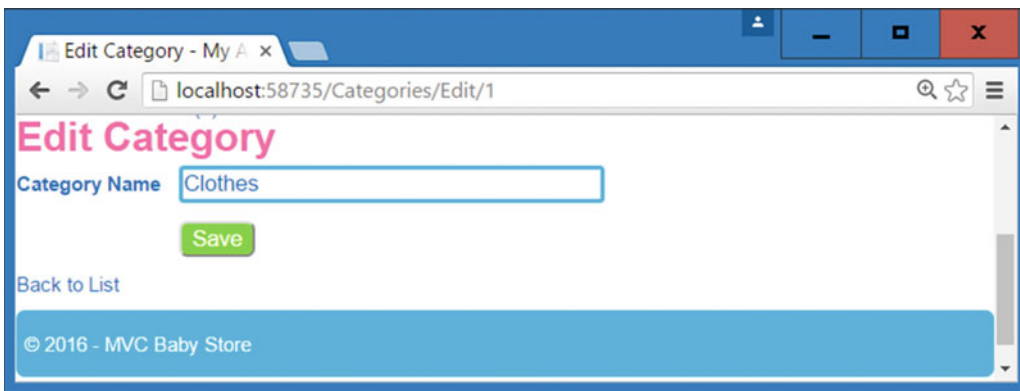 Edit Category - My A
localhost:58735/Categories/Edit/1
Edit Category
Category Name Clothes
Save
Back to List
© 2016 - MVC Baby Store